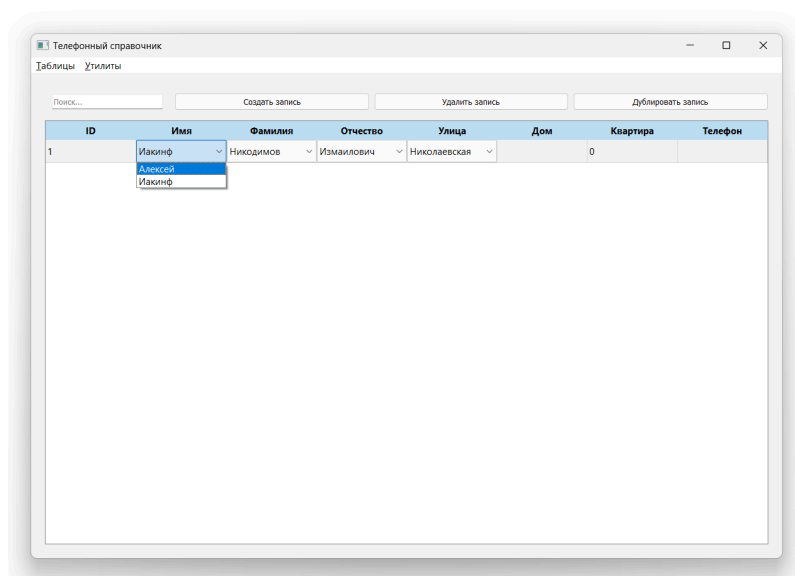 Телефонный справочник
Таблицы Утилиты
Поиск... Создать запись Удалить запись Дублировать запись
ID Имя Фамилия Отчество Улица Дом Квартира Телефон
1 Иакинф Никодимов Измаилович Николаевская 0
Алексей
Иакинф